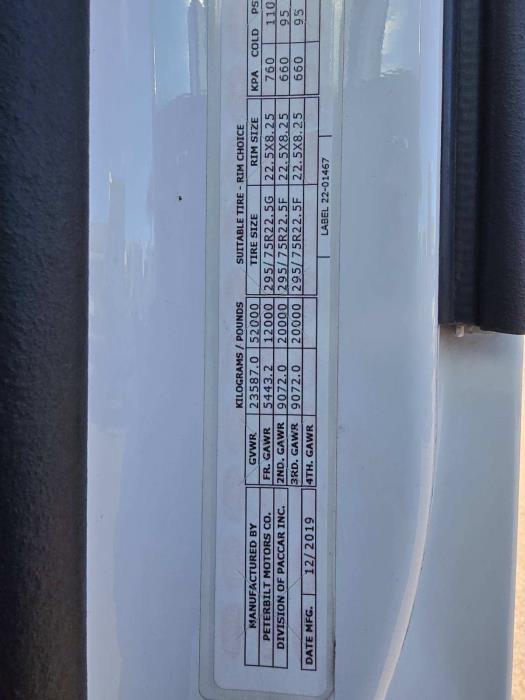 KILOGRAMS / POUNDS SUITABLE TIRE - RIM CHOICE
MANUFACTURED BY GVWR 23587.0 52000 TIRE SIZE RIM SIZE KPA COLD PS
PETERBILT MOTORS CO. FR. GAWR 5443.2 12000 295/75R22.5G 22.5X8.25 760 110
DIVISION OF PACCAR INC. 2ND. GAWR 9072.0 20000 295/75R22.5F 22.5X8.25 660 95
3RD. GAWR 9072.0 20000 295/75R22.5F 22.5X8.25 660 95
DATE MFG. 12/2019 4TH. GAWR
LABEL 22-01467